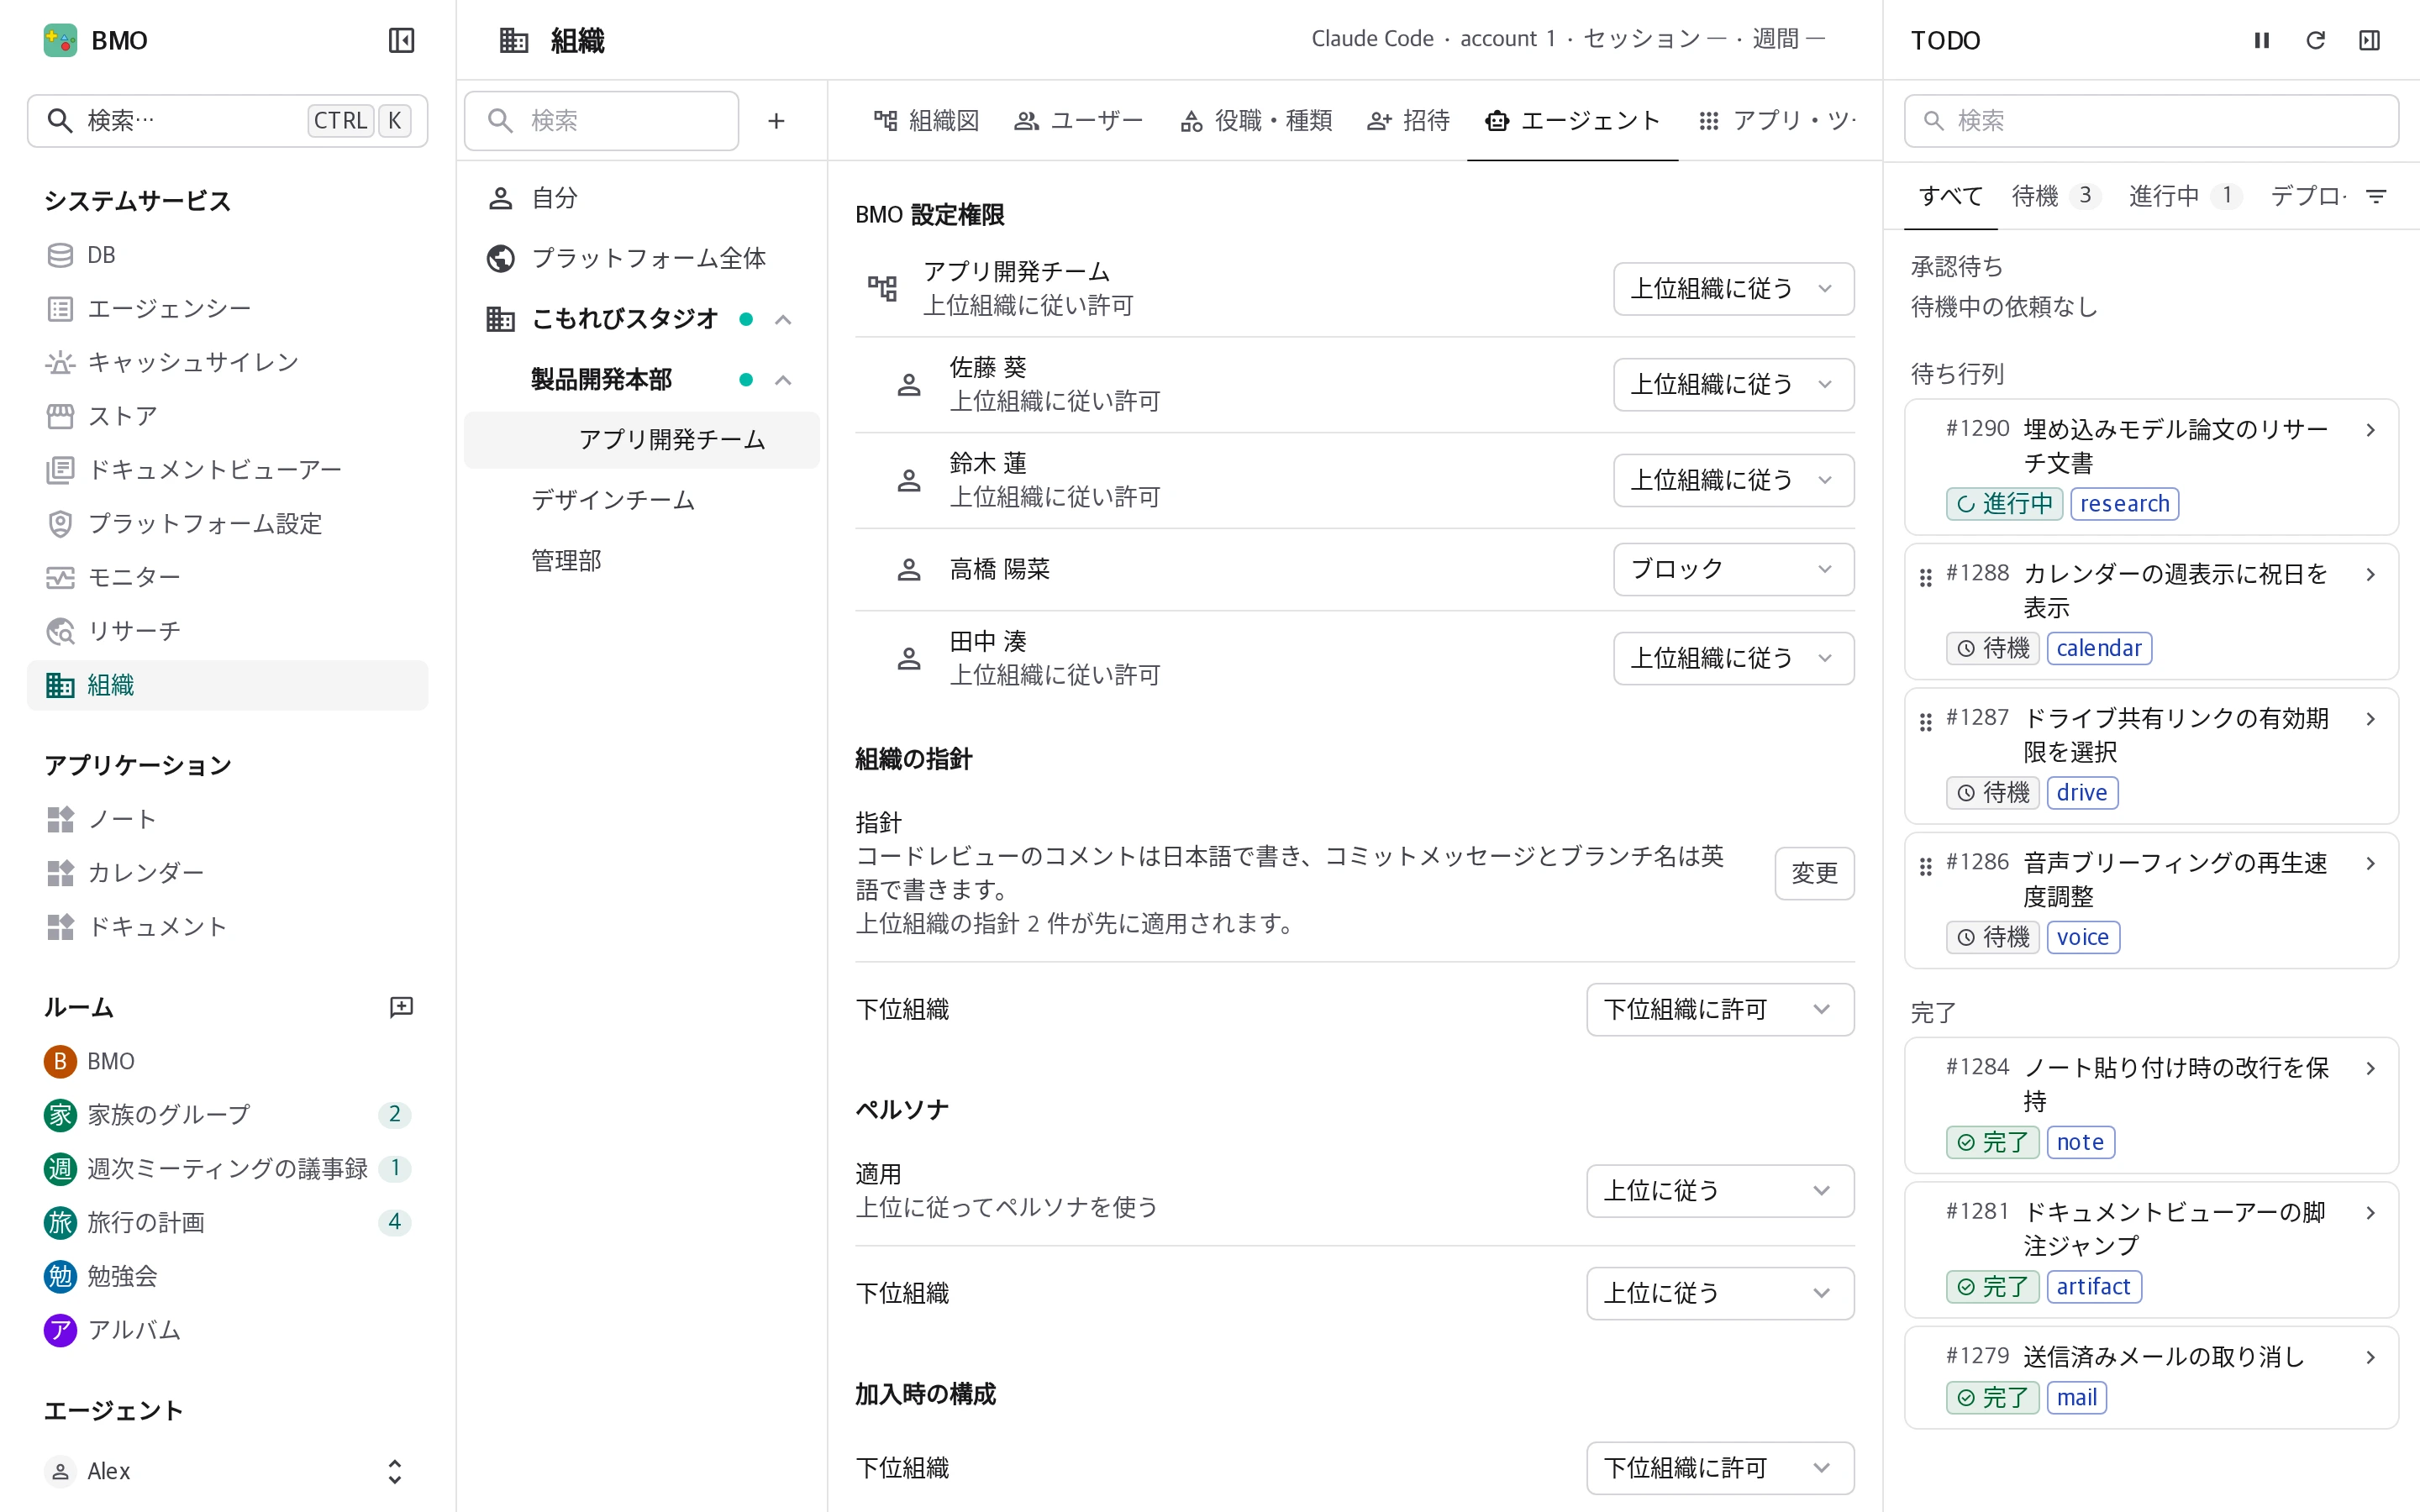 BMO
検索…
CTRL K
システムサービス
DB
エージェンシー
キャッシュサイレン
ストア
ドキュメントビューアー
プラットフォーム設定
モニター
リサーチ
組織
アプリケーション
ノート
カレンダー
ドキュメント
ルーム
B BMO
家 家族のグループ 2
週 週次ミーティングの議事録 1
旅 旅行の計画 4
勉 勉強会
ア アルバム
エージェント
Alex
組織
Claude Code · account 1 · セッション — · 週間 —
検索
自分
プラットフォーム全体
こもれびスタジオ
製品開発本部
アプリ開発チーム
デザインチーム
管理部
組織図 ユーザー 役職・種類 招待 エージェント アプリ・ツ
BMO 設定権限
アプリ開発チーム
上位組織に従い許可
上位組織に従う
佐藤 葵
上位組織に従い許可
上位組織に従う
鈴木 蓮
上位組織に従い許可
上位組織に従う
高橋 陽菜
ブロック
田中 湊
上位組織に従い許可
上位組織に従う
組織の指針
指針
コードレビューのコメントは日本語で書き、コミットメッセージとブランチ名は英
語で書きます。
上位組織の指針 2 件が先に適用されます。
変更
下位組織
下位組織に許可
ペルソナ
適用
上位に従ってペルソナを使う
上位に従う
下位組織
上位に従う
加入時の構成
下位組織
下位組織に許可
TODO
検索
すべて 待機 3 進行中 1 デプロ
承認待ち
待機中の依頼なし
待ち行列
#1290 埋め込みモデル論文のリサー
チ文書
進行中 research
#1288 カレンダーの週表示に祝日を
表示
待機 calendar
#1287 ドライブ共有リンクの有効期
限を選択
待機 drive
#1286 音声ブリーフィングの再生速
度調整
待機 voice
完了
#1284 ノート貼り付け時の改行を保
持
完了 note
#1281 ドキュメントビューアーの脚
注ジャンプ
完了 artifact
#1279 送信済みメールの取り消し
完了 mail